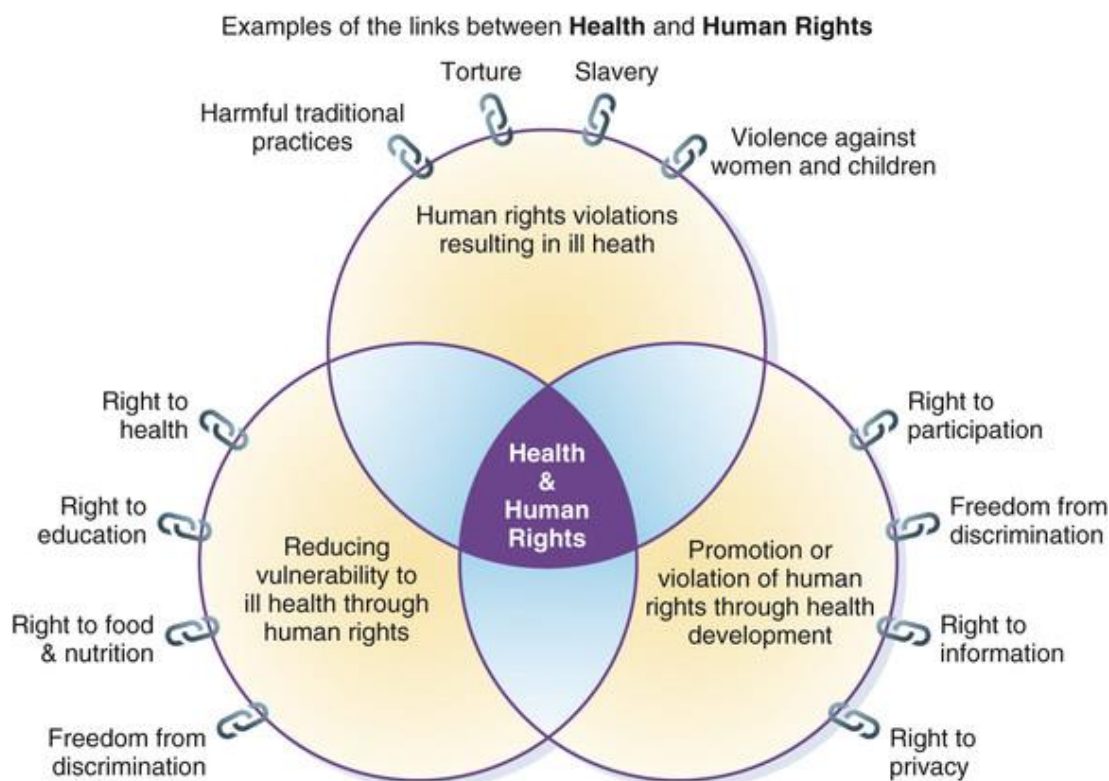 Examples of the links between Health and Human Rights
Torture
Slavery
Harmful traditional
practices
Violence against
women and children
Human rights violations
resulting in ill heath
Right to
health
Right to
participation
Health
&
Human
Rights
Right to
education
Freedom from
discrimination
Reducing
vulnerability to
ill health through
human rights
Promotion or
violation of human
rights through health
development
Right to food
& nutrition
Right to
information
Freedom from
discrimination
Right to
privacy